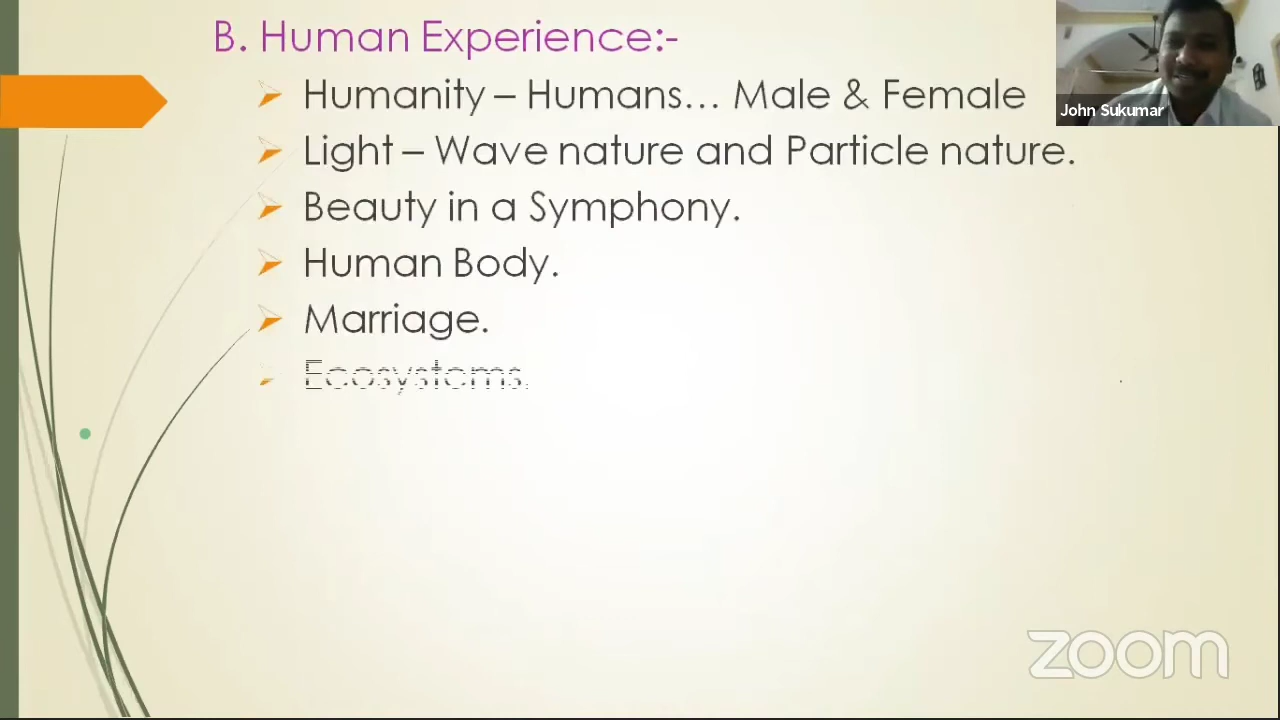 B. Human Experience:-
Humanity – Humans... Male & Female
Light – Wave nature and Particle nature.
Beauty in a Symphony.
Human Body.
Marriage.
Ecosystems.
John Sukumar
zoom